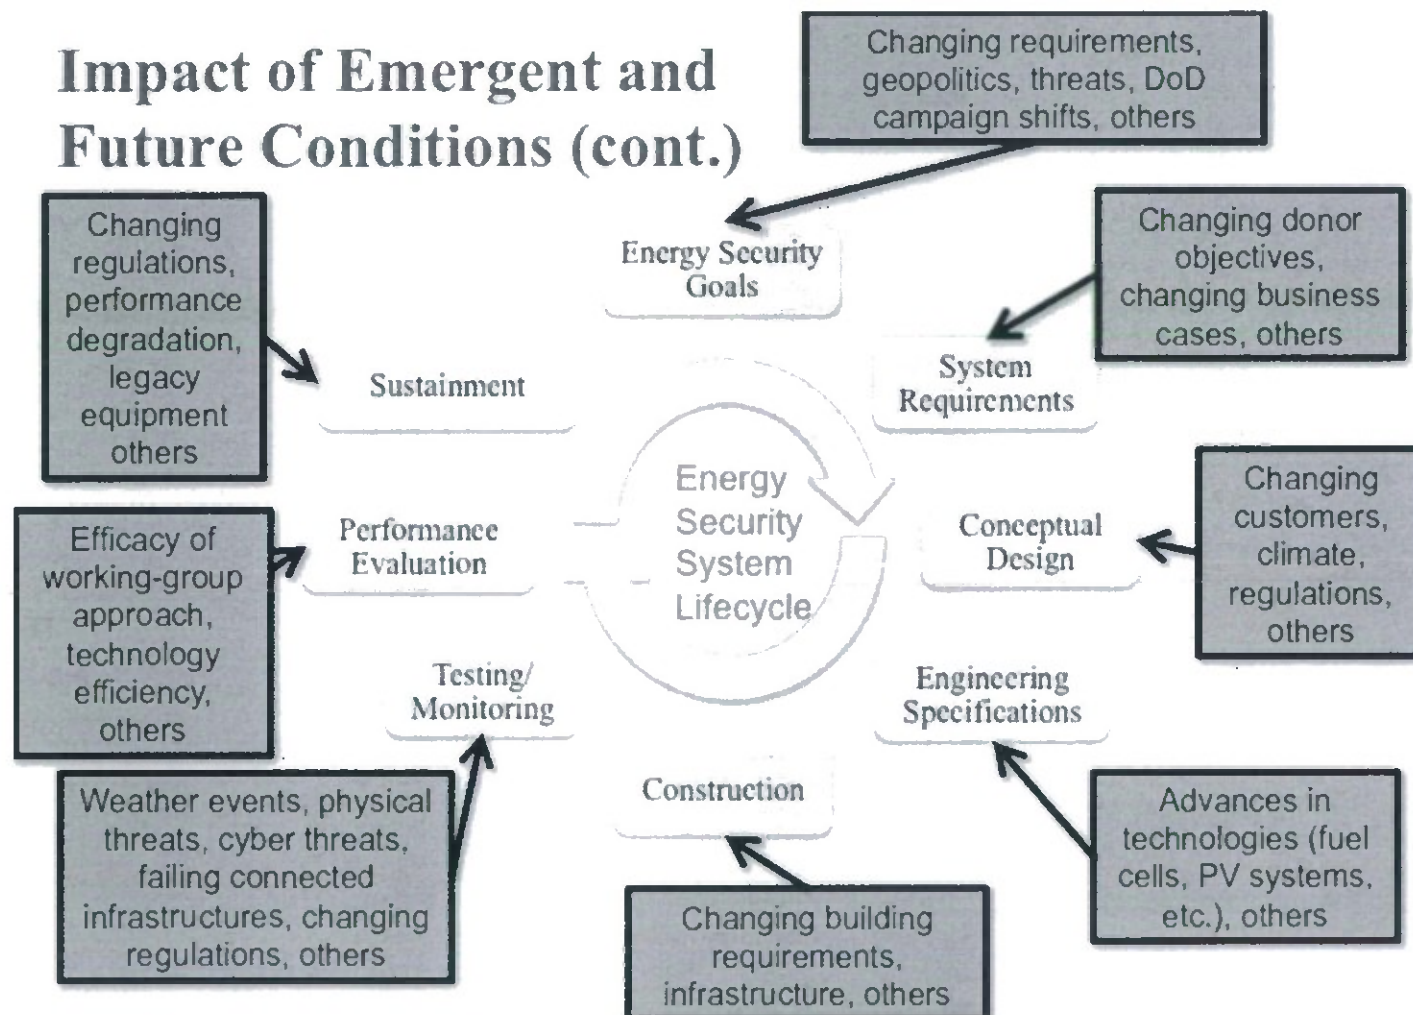 Impact of Emergent and
Future Conditions (cont.)
Changing requirements,
geopolitics, threats, DoD
campaign shifts, others
Energy Security
Goals
Changing donor
objectives,
changing business
cases, others
System
Requirements
Changing
customers,
climate,
regulations,
others
Conceptual
Design
Engineering
Specifications
Advances in
technologies (fuel
cells, PV systems,
etc.), others
Construction
Changing building
requirements,
infrastructure, others
Testing/
Monitoring
Weather events, physical
threats, cyber threats,
failing connected
infrastructures, changing
regulations, others
Performance
Evaluation
Efficacy of
working-group
approach,
technology
efficiency,
others
Sustainment
Changing
regulations,
performance
degradation,
legacy
equipment
others
Energy
Security
System
Lifecycle